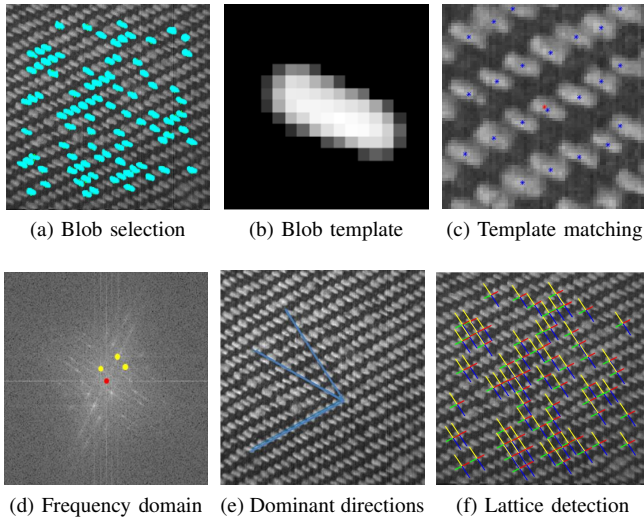 (a) Blob selection
(b) Blob template
(c) Template matching
(d) Frequency domain
(e) Dominant directions
(f) Lattice detection